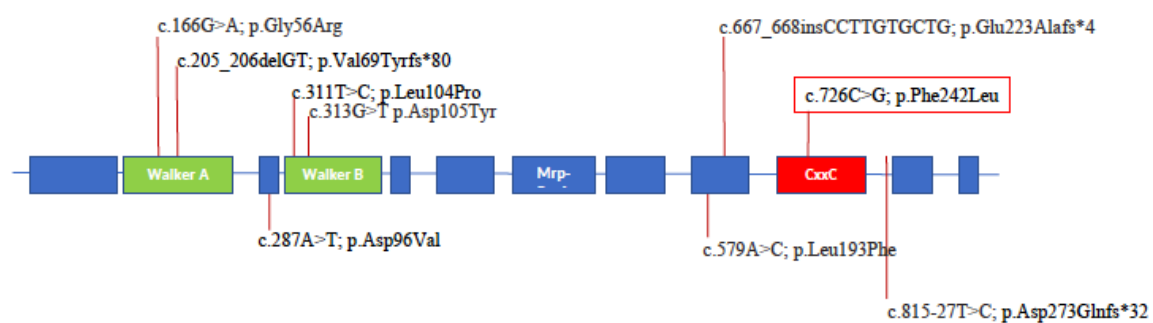 c.166G>A; p.Gly56Arg
c.667_668insCCTTGTGCTG; p.Glu223Alafs*4
c.205_206delGT; p.Val69Tyrfs*80
c.311T>C; p.Leu104Pro
c.726C>G; p.Phe242Leu
c.313G>T p.Asp105Tyr
Walker A
Walker B
Mrp-
CxxC
c.287A>T; p.Asp96Val
c.579A>C; p.Leu193Phe
c.815-27T>C; p.Asp273Glnfs*32